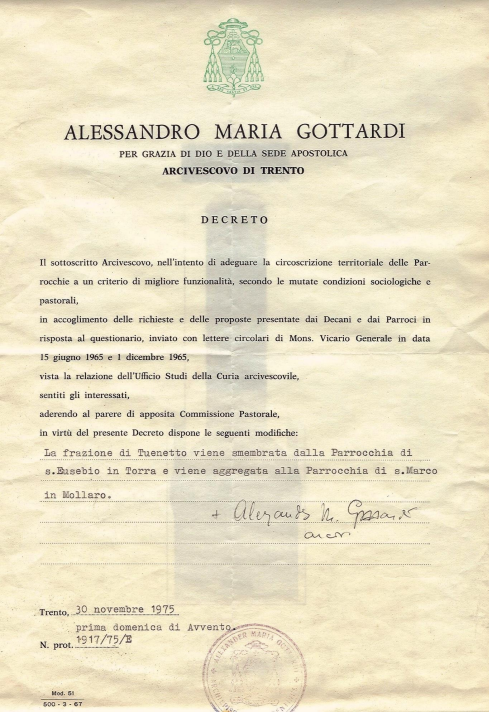 ALESSANDRO MARIA GOTTARDI
PER GRAZIA DI DIO E DELLA SEDE APOSTOLICA
ARCIVESCOVO DI TRENTO
DECRETO
Il sottoscritto Arcivescovo, nell'intento di adeguare la circoscrizione territoriale delle Par-
rocchie a un criterio di migliore funzionalità, secondo le mutate condizioni sociologiche e
pastorali,
in accoglimento delle richieste e delle proposte presentate dai Decani e dai Parroci in
risposta al questionario, inviato con lettere circolari di Mons. Vicario Generale in data
15 giugno 1965 e 1 dicembre 1965,
vista la relazione dell'Ufficio Studi della Curia arcivescovile,
sentiti gli interessati,
aderendo al parere di apposita Commissione Pastorale,
in virtù del presente Decreto dispone le seguenti modifiche:
La frazione di Tuenetto viene smembrata dalla Parrocchia di
s.Eusebio in Torra e viene aggregata alla Parrocchia di s.Marco
in Mollaro.
+ Alessandro M. Gottardi
arciv
Trento, 30 novembre 1975
prima domenica di Avvento.
N. prot. 1917/75/E
ALEXANDER MARIA GOTTARDI
Mod. 51
500 - 3 - 67